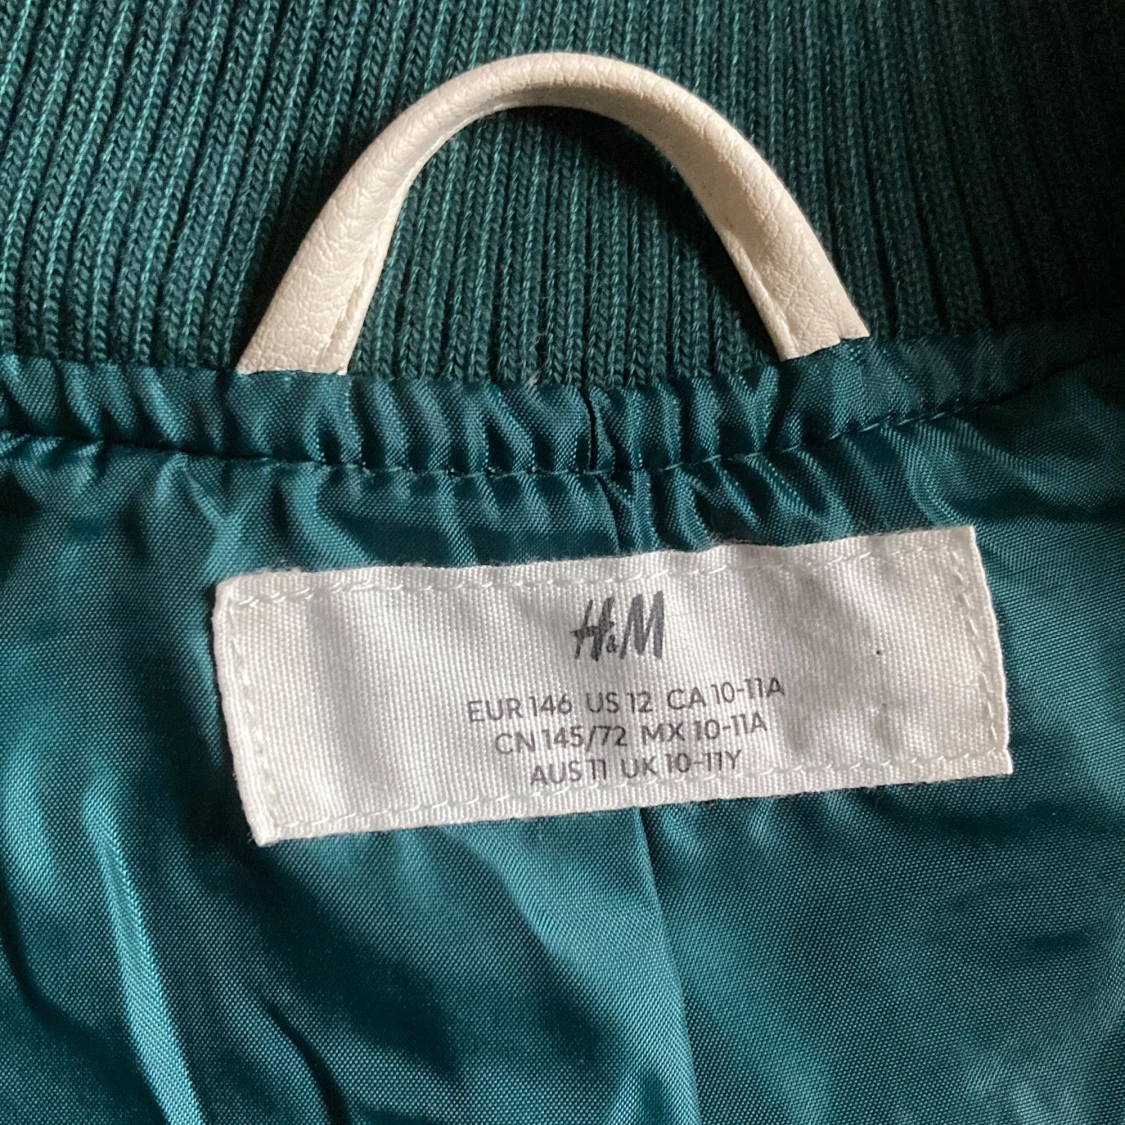 H&M
EUR 146 US 12 CA 10-11A
CN 145/72 MX 10-11A
AUS 11 UK 10-11Y